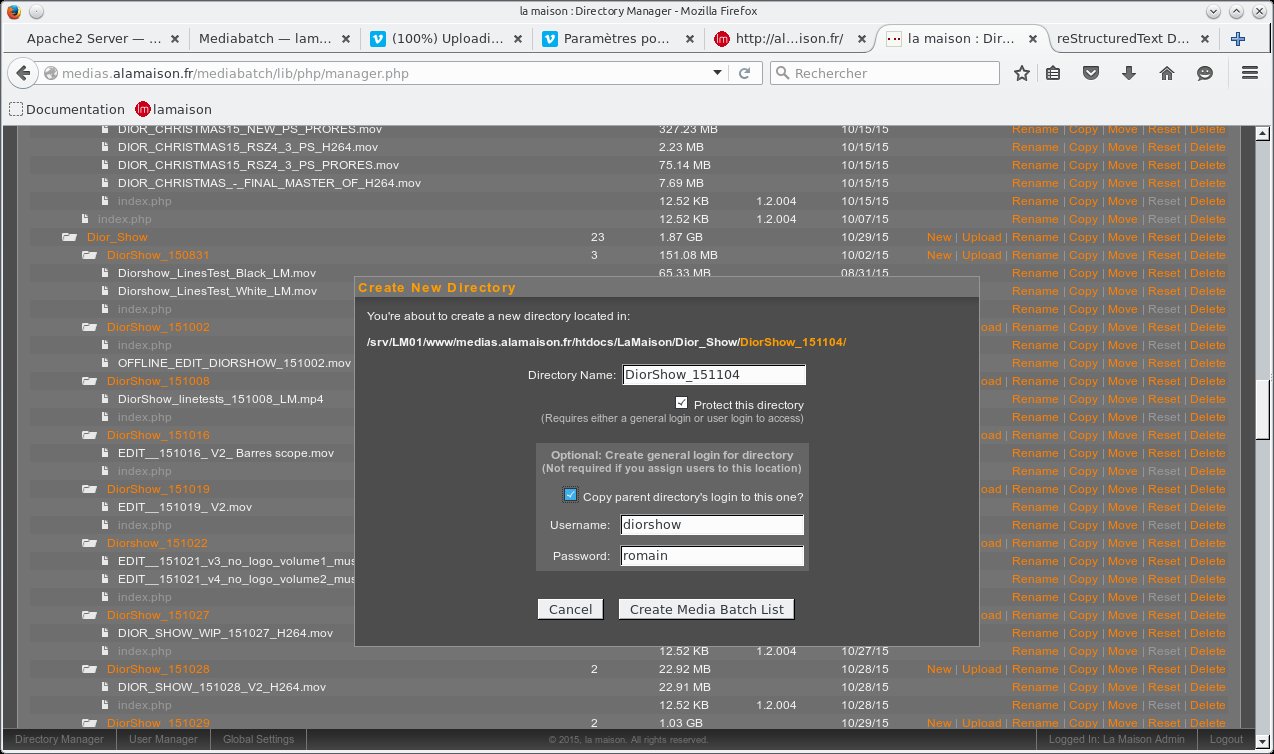 la maison : Directory Manager - Mozilla Firefox
Apache2 Server — ... Mediabatch — lam... (100%) Uploadi... Paramètres po... http://al...ison.fr/ la maison : Dir... reStructuredText D...
medias.alamaison.fr/mediabatch/lib/php/manager.php Rechercher
Documentation lamaison
DIOR_CHRISTMAS15_NEW_PS_PRORES.mov 327.23 MB 10/15/15 Rename | Copy | Move | Reset | Delete
DIOR_CHRISTMAS15_RSZ4_3_PS_H264.mov 2.23 MB 10/15/15 Rename | Copy | Move | Reset | Delete
DIOR_CHRISTMAS15_RSZ4_3_PS_PRORES.mov 75.14 MB 10/15/15 Rename | Copy | Move | Reset | Delete
DIOR_CHRISTMAS_-_FINAL_MASTER_OF_H264.mov 7.69 MB 10/15/15 Rename | Copy | Move | Reset | Delete
index.php 12.52 KB 1.2.004 10/15/15 Rename | Copy | Move | Reset | Delete
index.php 12.52 KB 1.2.004 10/07/15 Rename | Copy | Move | Reset | Delete
Dior_Show 23 1.87 GB 10/29/15 New | Upload | Rename | Copy | Move | Reset | Delete
DiorShow_150831 3 151.08 MB 10/02/15 New | Upload | Rename | Copy | Move | Reset | Delete
Diorshow_LinesTest_Black_LM.mov 65.33 MB 08/31/15 Rename | Copy | Move | Reset | Delete
Diorshow_LinesTest_White_LM.mov Rename | Copy | Move | Reset | Delete
index.php Rename | Copy | Move | Reset | Delete
DiorShow_151002 oad | Rename | Copy | Move | Reset | Delete
index.php Rename | Copy | Move | Reset | Delete
OFFLINE_EDIT_DIORSHOW_151002.mov Rename | Copy | Move | Reset | Delete
DiorShow_151008 oad | Rename | Copy | Move | Reset | Delete
DiorShow_linetests_151008_LM.mp4 Rename | Copy | Move | Reset | Delete
index.php Rename | Copy | Move | Reset | Delete
DiorShow_151016 oad | Rename | Copy | Move | Reset | Delete
EDIT__151016_ V2_ Barres scope.mov Rename | Copy | Move | Reset | Delete
index.php Rename | Copy | Move | Reset | Delete
DiorShow_151019 oad | Rename | Copy | Move | Reset | Delete
EDIT__151019_ V2.mov Rename | Copy | Move | Reset | Delete
index.php Rename | Copy | Move | Reset | Delete
Diorshow_151022 oad | Rename | Copy | Move | Reset | Delete
EDIT__151021_v3_no_logo_volume1_mus Rename | Copy | Move | Reset | Delete
EDIT__151021_v4_no_logo_volume2_mus Rename | Copy | Move | Reset | Delete
index.php Rename | Copy | Move | Reset | Delete
DiorShow_151027 oad | Rename | Copy | Move | Reset | Delete
DIOR_SHOW_WIP_151027_H264.mov Rename | Copy | Move | Reset | Delete
index.php 12.52 KB 1.2.004 10/27/15 Rename | Copy | Move | Reset | Delete
DiorShow_151028 2 22.92 MB 10/28/15 New | Upload | Rename | Copy | Move | Reset | Delete
DIOR_SHOW_151028_V2_H264.mov 22.91 MB 10/28/15 Rename | Copy | Move | Reset | Delete
index.php 12.52 KB 1.2.004 10/28/15 Rename | Copy | Move | Reset | Delete
DiorShow_151029 2 1.03 GB 10/29/15 New | Upload | Rename | Copy | Move | Reset | Delete
Create New Directory
You're about to create a new directory located in:
/srv/LM01/www/medias.alamaison.fr/htdocs/LaMaison/Dior_Show/DiorShow_151104/
Directory Name: DiorShow_151104
Protect this directory
(Requires either a general login or user login to access)
Optional: Create general login for directory
(Not required if you assign users to this location)
Copy parent directory's login to this one?
Username: diorshow
Password: romain
Cancel Create Media Batch List
Directory Manager User Manager Global Settings © 2015, la maison. All rights reserved. Logged In: La Maison Admin Logout